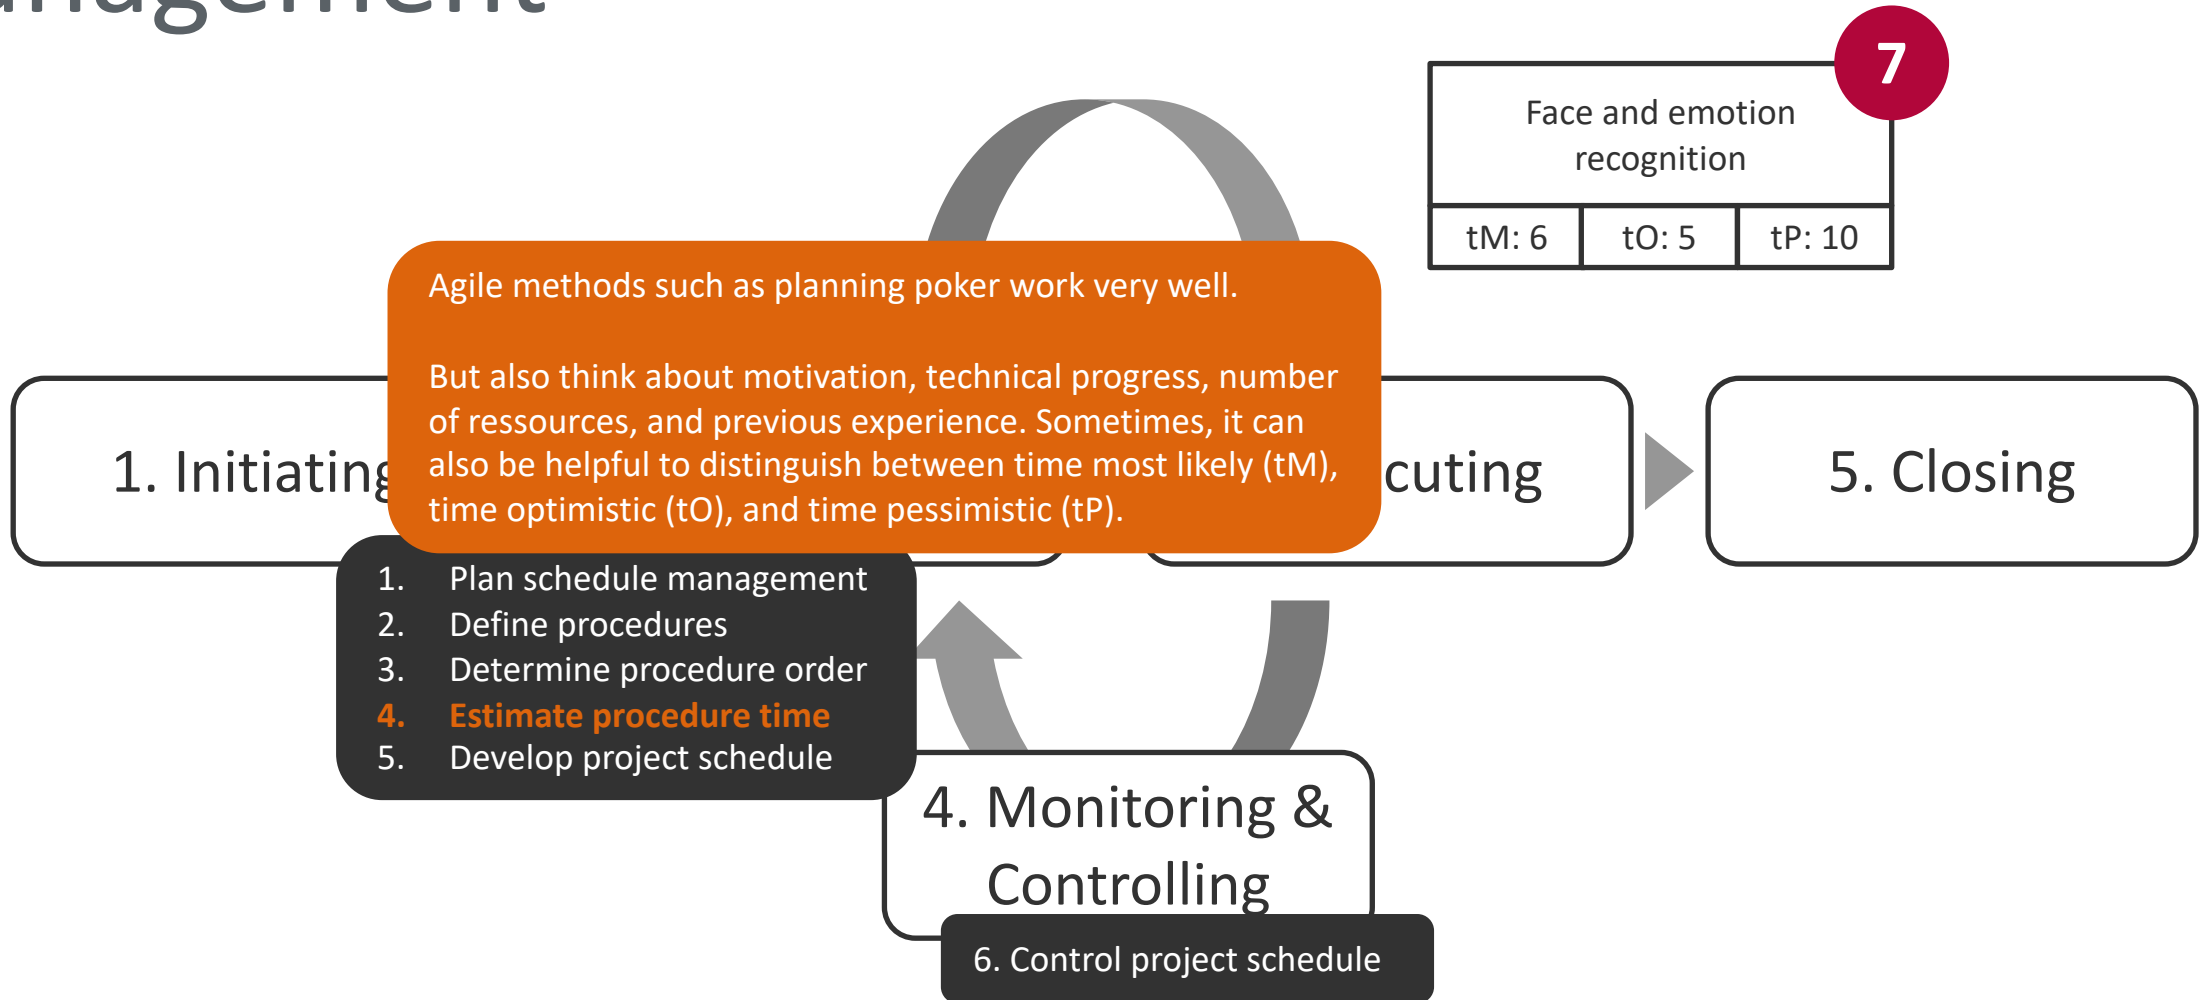 7
Face and emotion
recognition
tM: 6 tO: 5 tP: 10
Agile methods such as planning poker work very well.
But also think about motivation, technical progress, number
of ressources, and previous experience. Sometimes, it can
also be helpful to distinguish between time most likely (tM),
time optimistic (tO), and time pessimistic (tP).
1. Initiating
cuting
5. Closing
1. Plan schedule management
2. Define procedures
3. Determine procedure order
4. Estimate procedure time
5. Develop project schedule
4. Monitoring &
Controlling
6. Control project schedule